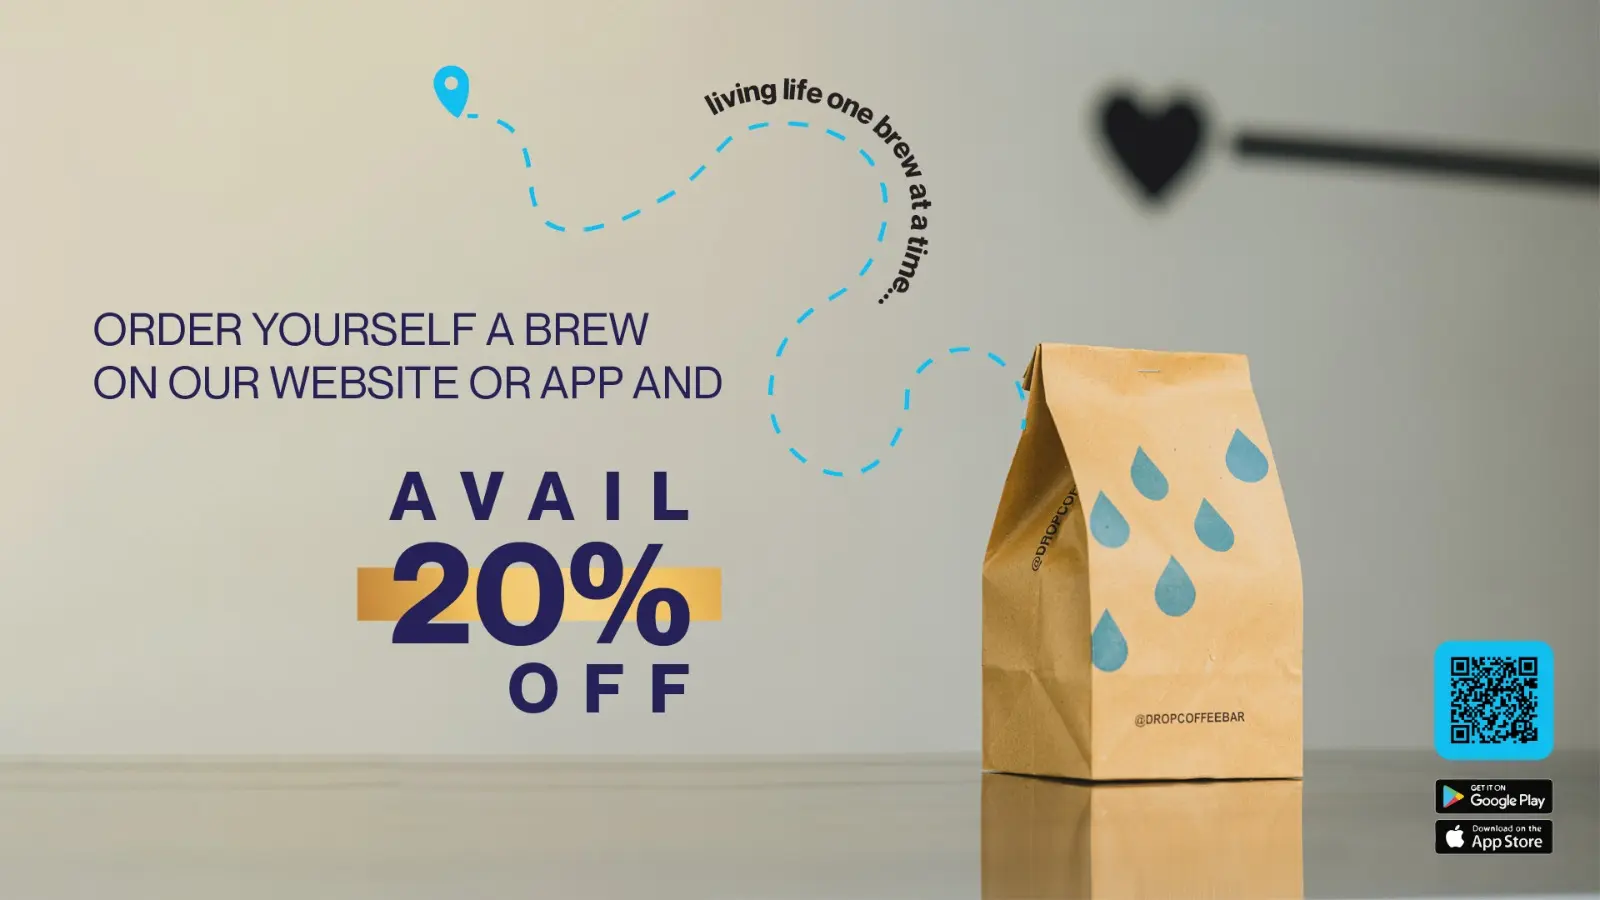 living life one brew at a time...
ORDER YOURSELF A BREW
ON OUR WEBSITE OR APP AND
AVAIL
20%
OFF
@DROPCOF
@DROPCOFFEEBAR
GET IT ON
Google Play
Download on the
App Store